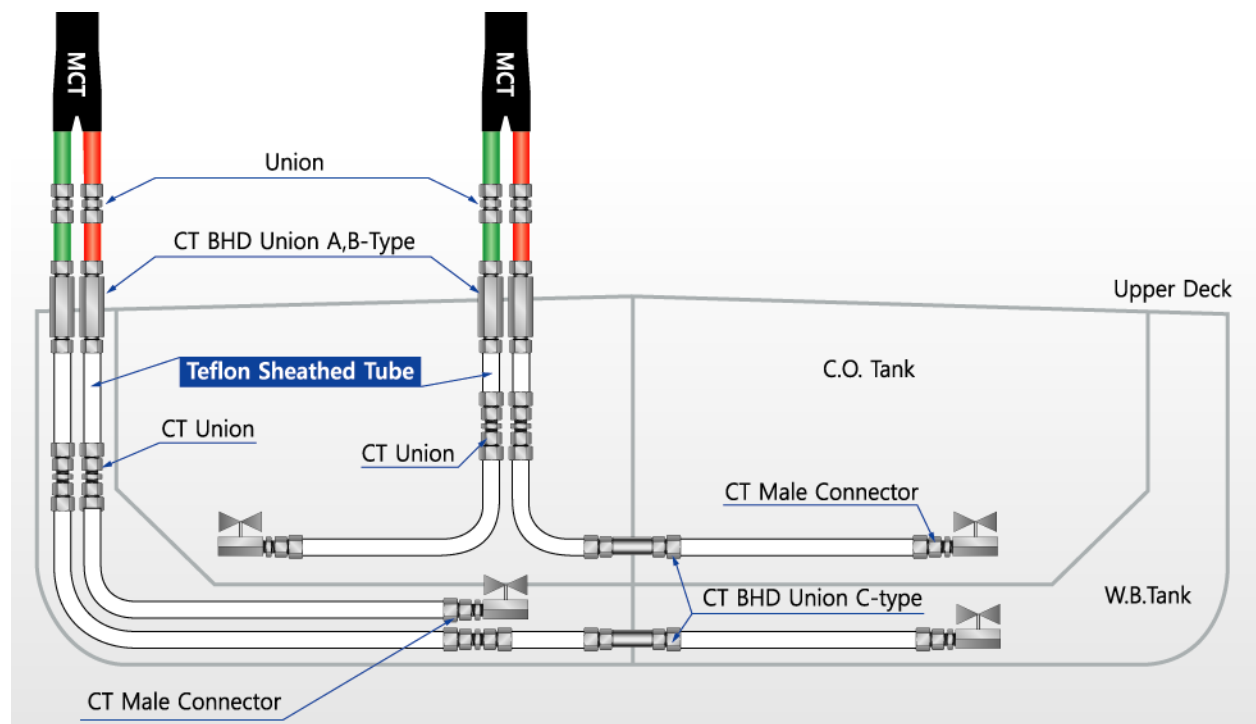 MCT
MCT
Union
CT BHD Union A,B-Type
Upper Deck
Teflon Sheathed Tube
C.O. Tank
CT Union
CT Union
CT Male Connector
CT BHD Union C-type
W.B.Tank
CT Male Connector